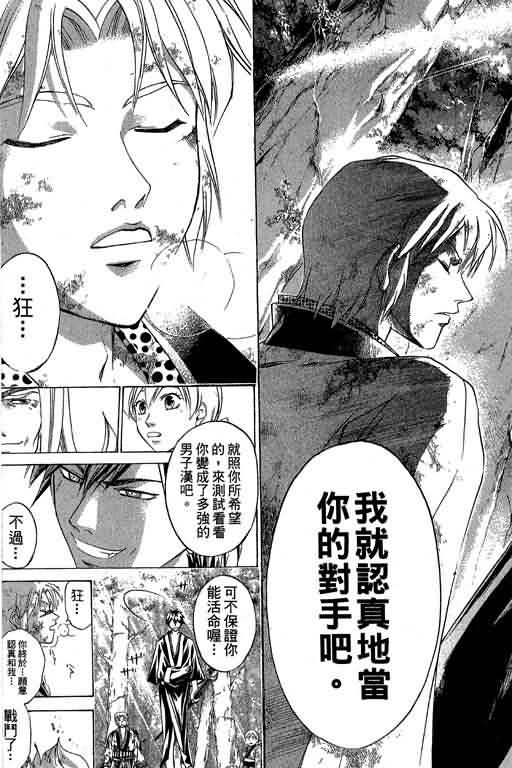 我就認真地當
你的對手吧。
狂…
就照你所希望
的，來測試看看
你變成了多強的
男子漢吧。
不過…
可不保證你
能活命喔…
狂…
你終於…願意
認真和我…
戰鬥了…